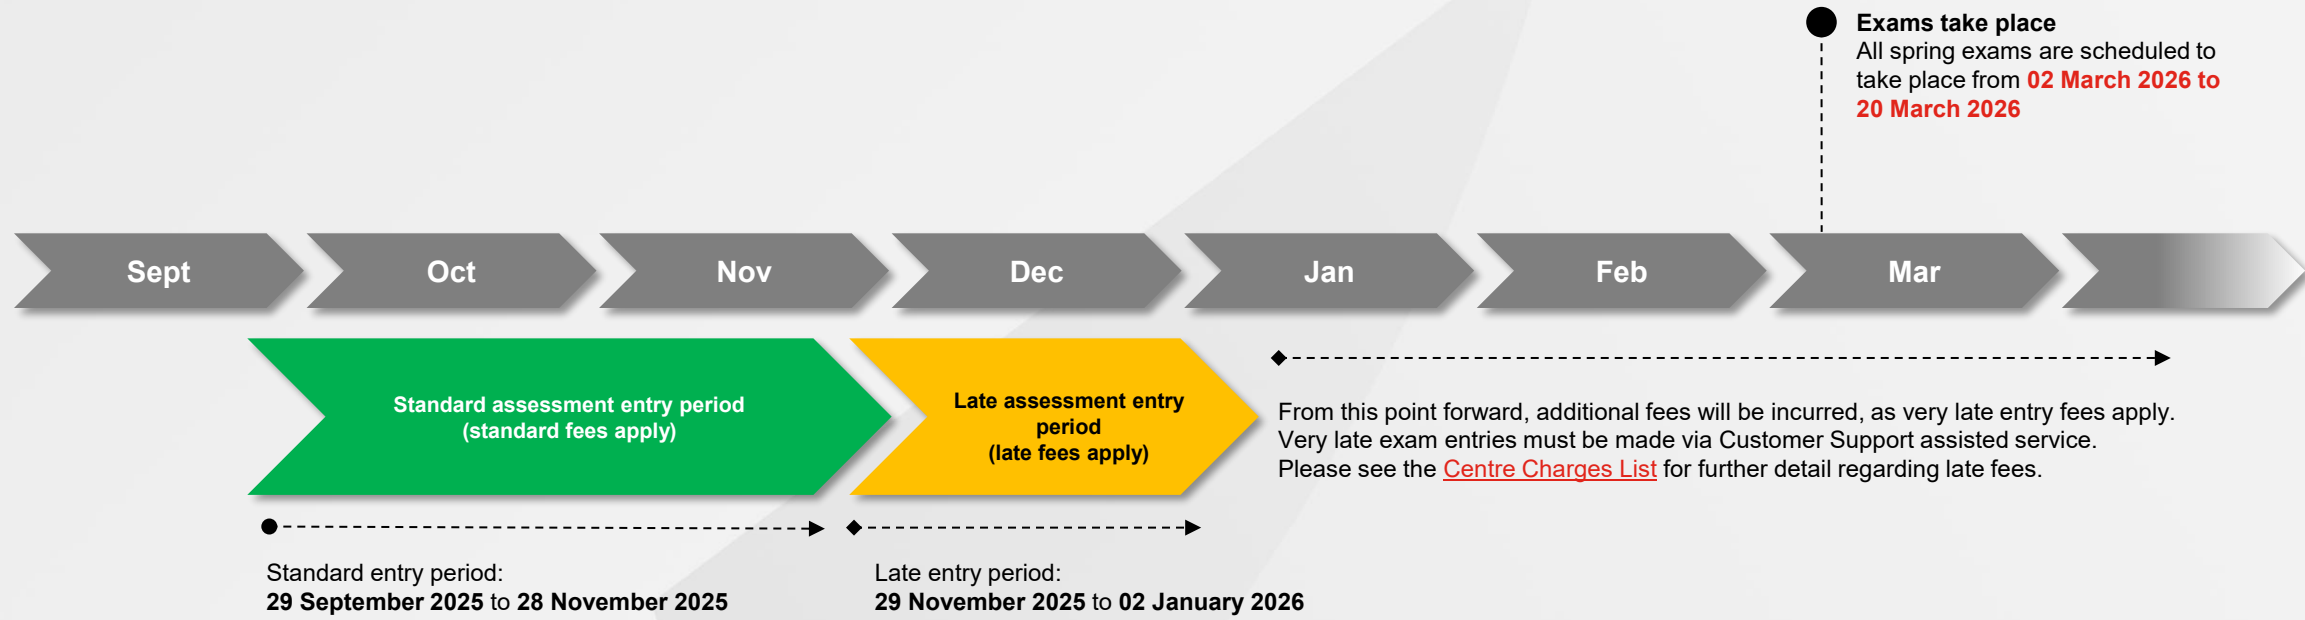 Exams take place
All spring exams are scheduled to
take place from 02 March 2026 to
20 March 2026
Sept
Oct
Nov
Dec
Jan
Feb
Mar
Standard assessment entry period
(standard fees apply)
Late assessment entry
period
(late fees apply)
From this point forward, additional fees will be incurred, as very late entry fees apply.
Very late exam entries must be made via Customer Support assisted service.
Please see the Centre Charges List for further detail regarding late fees.
Standard entry period:
29 September 2025 to 28 November 2025
Late entry period:
29 November 2025 to 02 January 2026